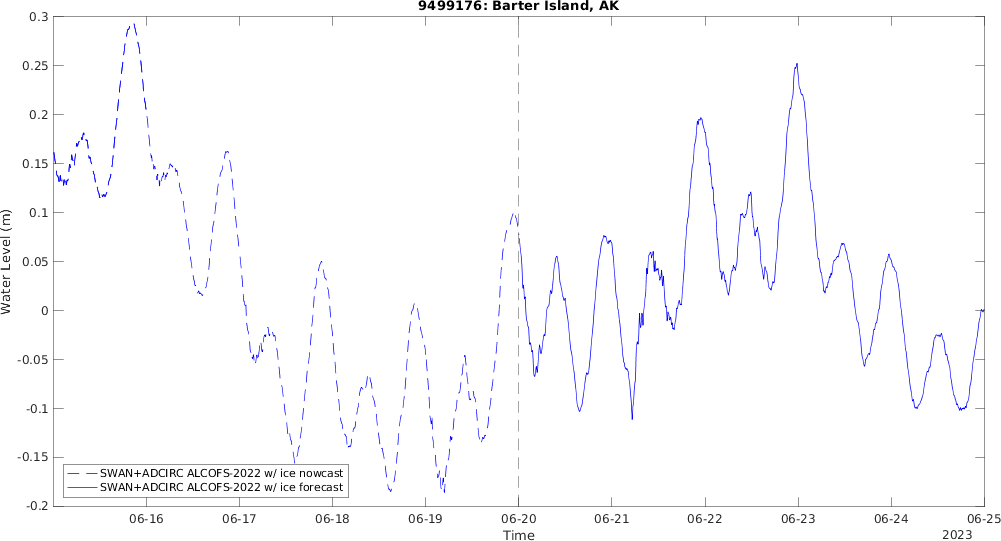 9499176: Barter Island, AK
0.3
0.25
0.2
0.15
0.1
0.05
0
-0.05
-0.1
-0.15
-0.2
Water Level (m)
SWAN+ADCIRC ALCOFS-2022 w/ ice nowcast
SWAN+ADCIRC ALCOFS-2022 w/ ice forecast
06-16 06-17 06-18 06-19 06-20 06-21 06-22 06-23 06-24 06-25
Time
2023